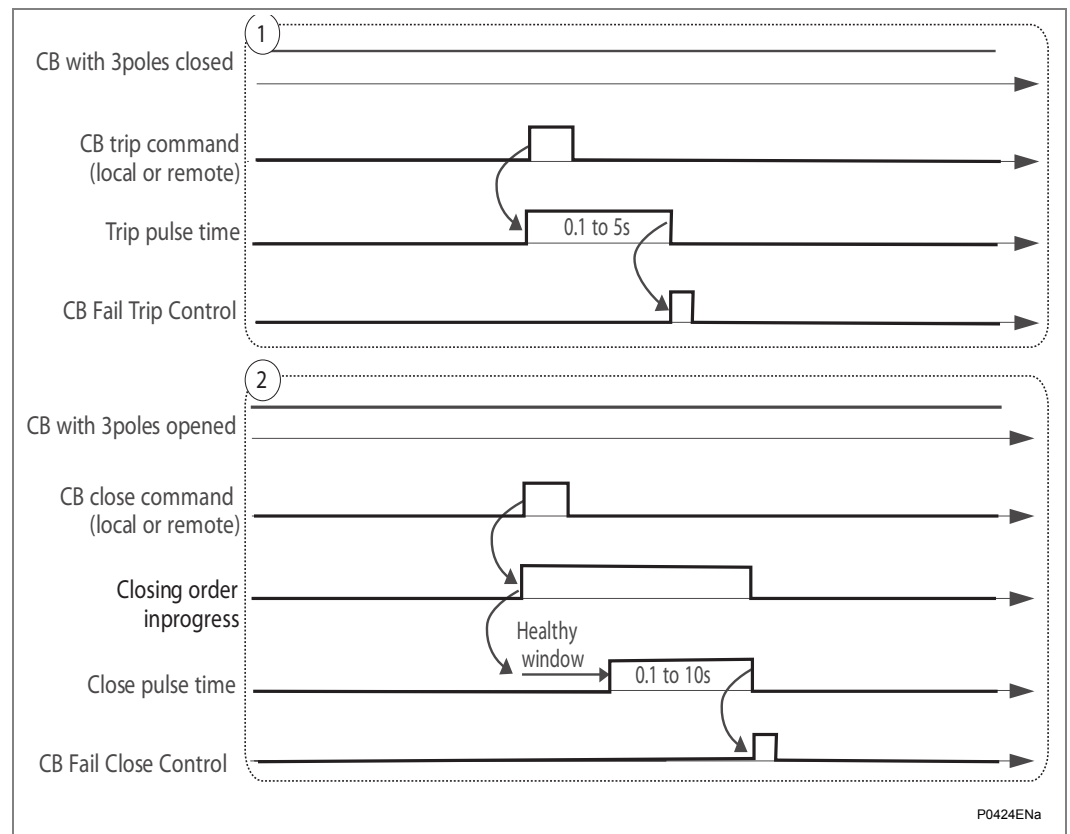 1
CB with 3poles closed
CB trip command
(local or remote)
Trip pulse time
0.1 to 5s
CB Fail Trip Control
2
CB with 3poles opened
CB close command
(local or remote)
Closing order
inprogress
Healthy
window
Close pulse time
0.1 to 10s
CB Fail Close Control
P0424ENa